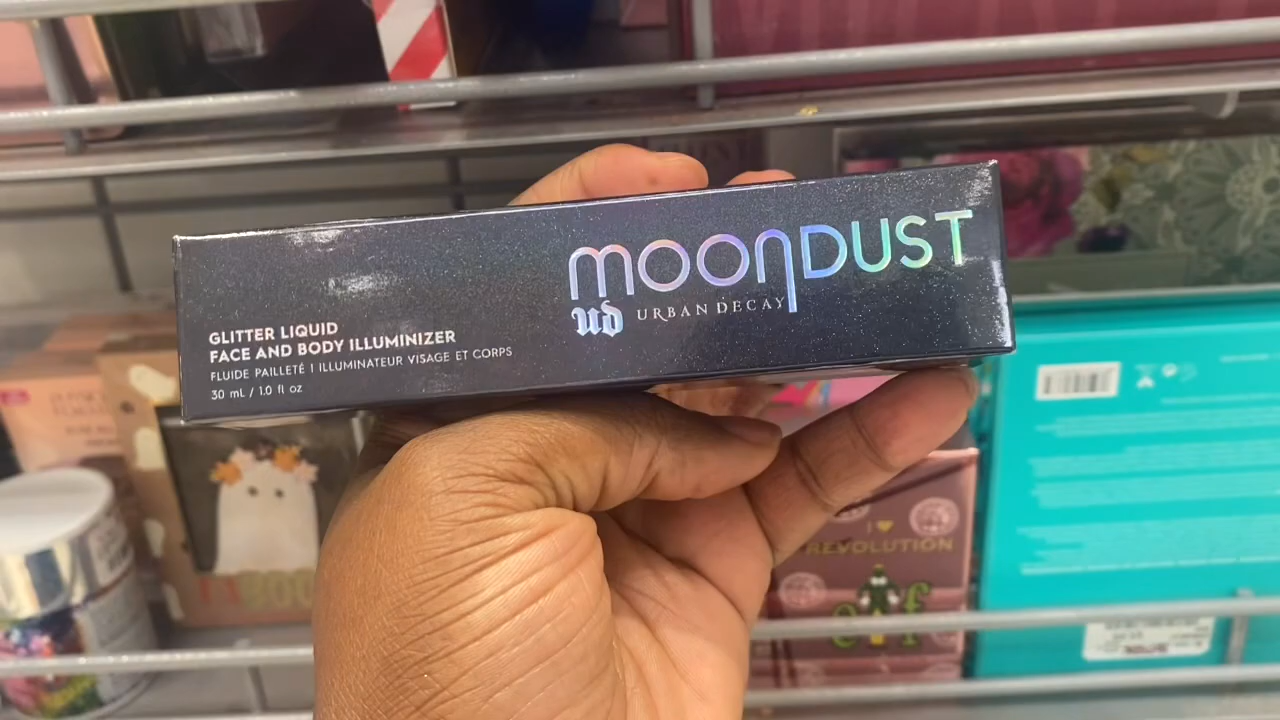 MOONDUST
ud URBAN DECAY
GLITTER LIQUID
FACE AND BODY ILLUMINIZER
FLUIDE PAILLETÉ | ILLUMINATEUR VISAGE ET CORPS
30 mL / 1.0 fl oz
I
REVOLUTION
elf
BOO